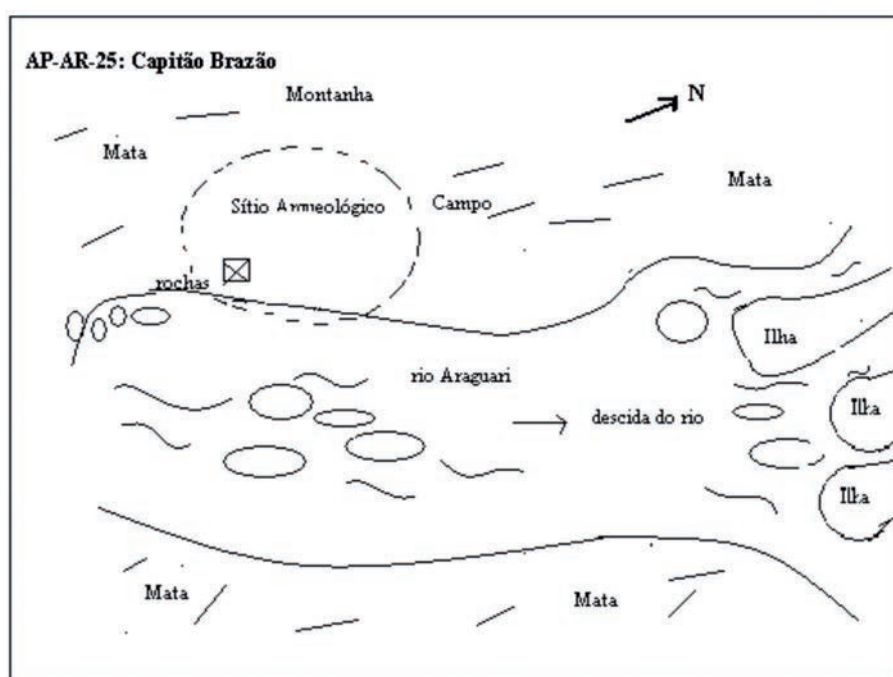 AP-AR-25: Capitão Brazão
Montanha
N
Mata
Mata
Sítio
Campo
rochas
Ilha
rio Araguari
descida do rio
Ilha
Ilha
Mata
Mata